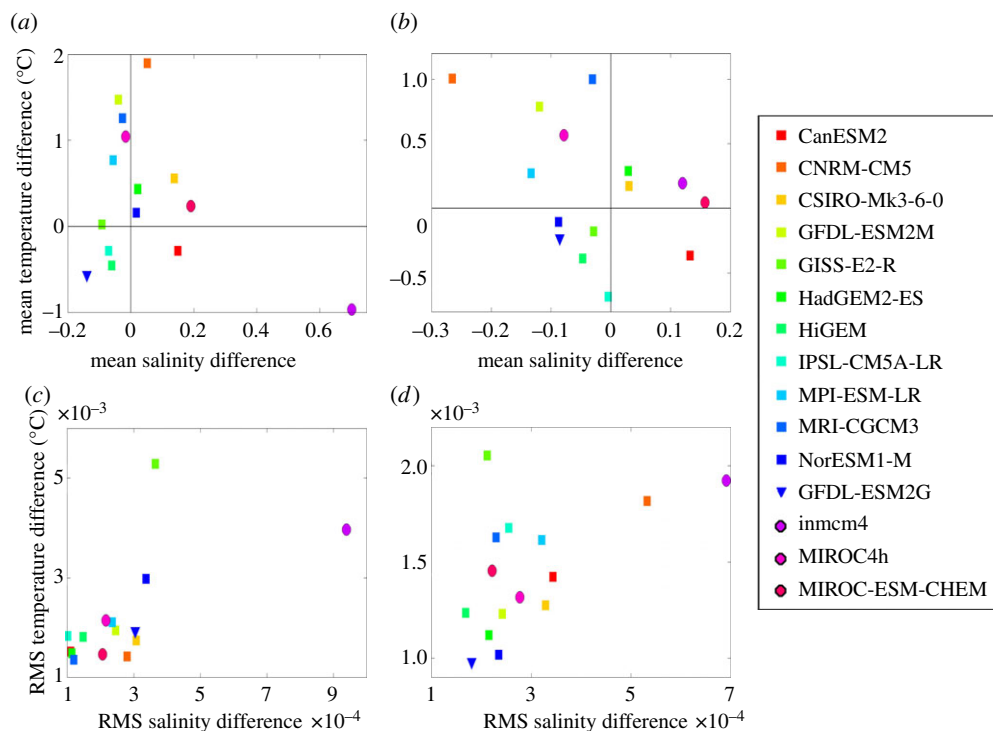 (a)
(b)
mean temperature difference (°C)
2
1
0
−1
−0.2 0 0.2 0.4 0.6
mean salinity difference
1.0
0.5
0
−0.5
−0.3 −0.2 −0.1 0 0.1 0.2
mean salinity difference
(c)
(d)
RMS temperature difference (°C)
×10−3
5
3
1
1 3 5 7 9
RMS salinity difference ×10−4
×10−3
2.0
1.5
1.0
1 3 5 7
RMS salinity difference ×10−4
CanESM2
CNRM-CM5
CSIRO-Mk3-6-0
GFDL-ESM2M
GISS-E2-R
HadGEM2-ES
HiGEM
IPSL-CM5A-LR
MPI-ESM-LR
MRI-CGCM3
NorESM1-M
GFDL-ESM2G
inmcm4
MIROC4h
MIROC-ESM-CHEM